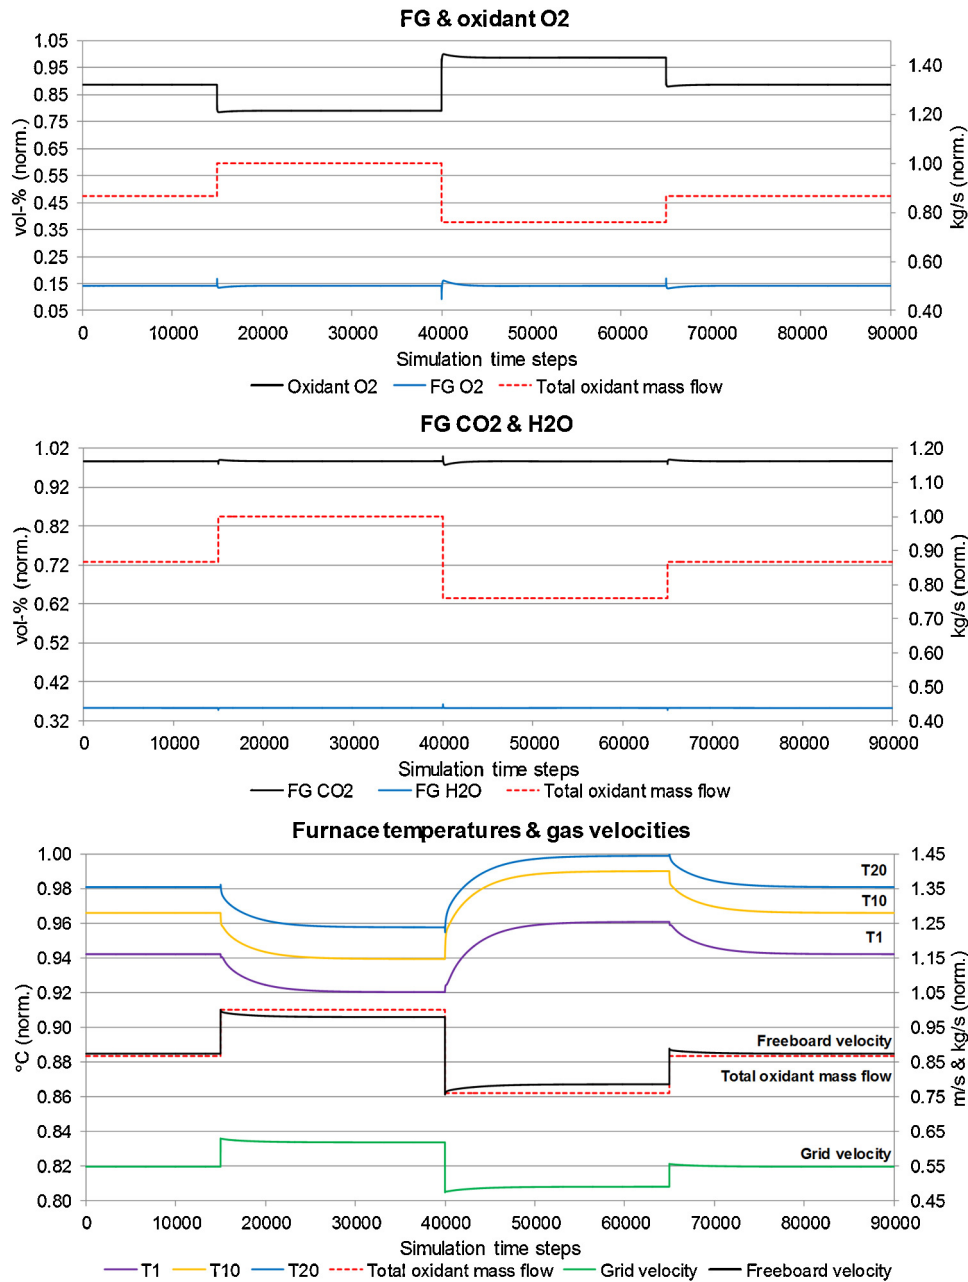 FG & oxidant O2
1.05
0.95
0.85
0.75
0.65
0.55
0.45
0.35
0.25
0.15
0.05
vol-% (norm.)
1.40
1.20
1.00
0.80
0.60
0.40
kg/s (norm.)
0 10000 20000 30000 40000 50000 60000 70000 80000 90000
Simulation time steps
Oxidant O2 FG O2 Total oxidant mass flow
FG CO2 & H2O
1.02
0.92
0.82
0.72
0.62
0.52
0.42
0.32
vol-% (norm.)
1.20
1.10
1.00
0.90
0.80
0.70
0.60
0.50
0.40
kg/s (norm.)
0 10000 20000 30000 40000 50000 60000 70000 80000 90000
Simulation time steps
FG CO2 FG H2O Total oxidant mass flow
Furnace temperatures & gas velocities
1.00
0.98
0.96
0.94
0.92
0.90
0.88
0.86
0.84
0.82
0.80
°C (norm.)
T20
T10
T1
Freeboard velocity
Total oxidant mass flow
Grid velocity
1.45
1.35
1.25
1.15
1.05
0.95
0.85
0.75
0.65
0.55
0.45
m/s & kg/s (norm.)
0 10000 20000 30000 40000 50000 60000 70000 80000 90000
Simulation time steps
T1 T10 T20 Total oxidant mass flow Grid velocity Freeboard velocity